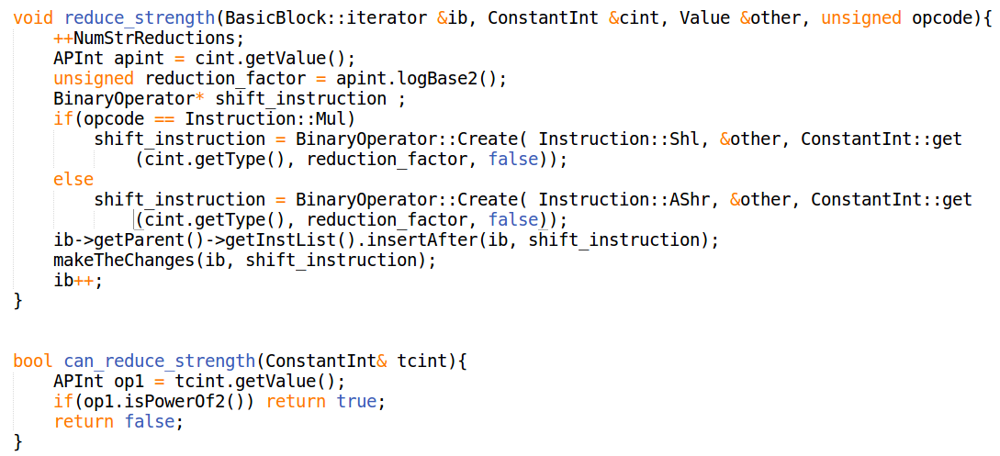 void reduce_strength(BasicBlock::iterator &ib, ConstantInt &cint, Value &other, unsigned opcode){
    ++NumStrReductions;
    APInt apint = cint.getValue();
    unsigned reduction_factor = apint.logBase2();
    BinaryOperator* shift_instruction ;
    if(opcode == Instruction::Mul)
        shift_instruction = BinaryOperator::Create( Instruction::Shl, &other, ConstantInt::get
            (cint.getType(), reduction_factor, false));
    else
        shift_instruction = BinaryOperator::Create( Instruction::AShr, &other, ConstantInt::get
            (cint.getType(), reduction_factor, false));
    ib->getParent()->getInstList().insertAfter(ib, shift_instruction);
    makeTheChanges(ib, shift_instruction);
    ib++;
}
bool can_reduce_strength(ConstantInt& tcint){
    APInt op1 = tcint.getValue();
    if(op1.isPowerOf2()) return true;
    return false;
}